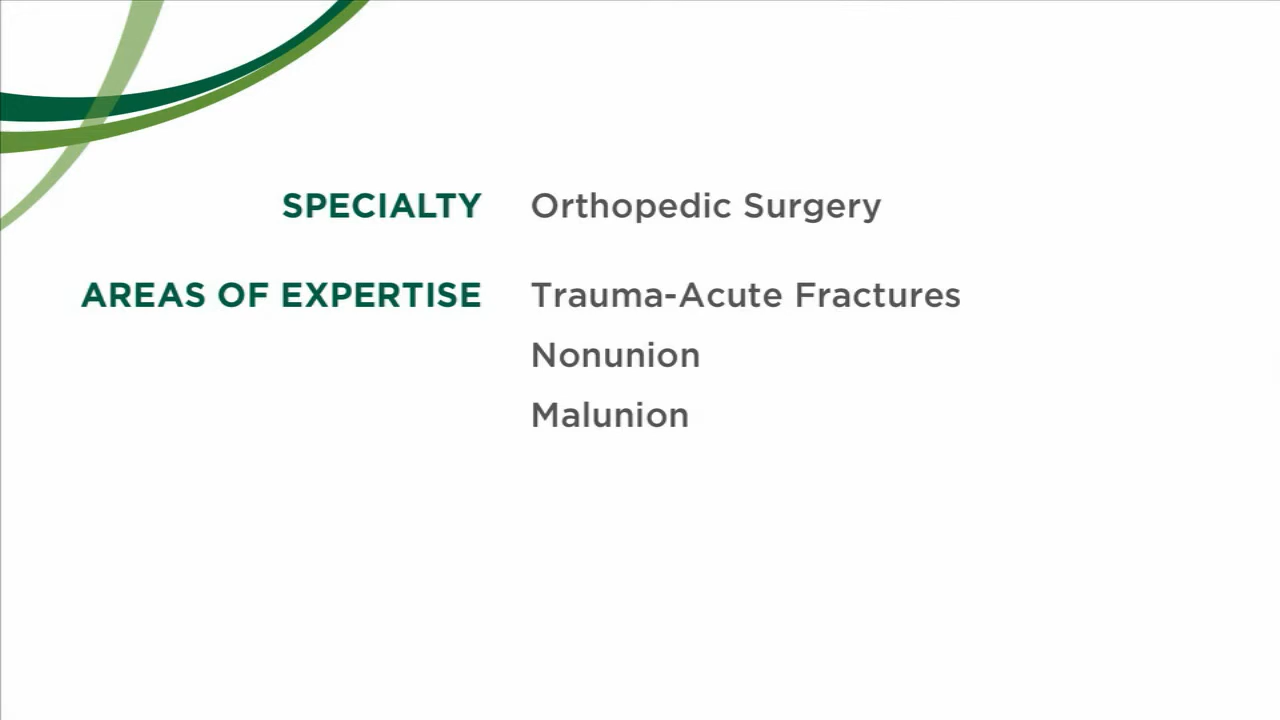 SPECIALTY Orthopedic Surgery
AREAS OF EXPERTISE Trauma-Acute Fractures
Nonunion
Malunion